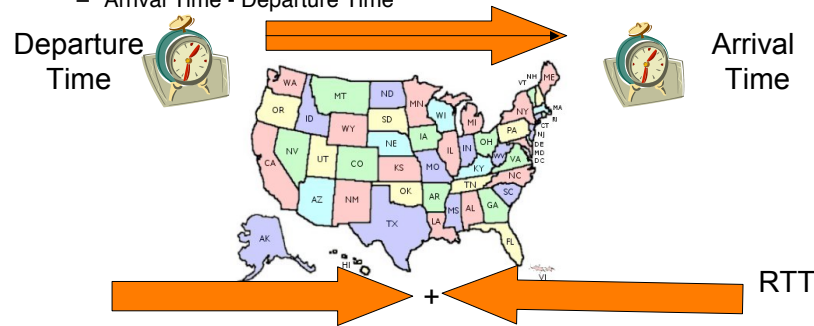 – Arrival Time - Departure Time
Departure
Time
Arrival
Time
WA
MT
ND
MN
VT
NH
ME
OR
ID
SD
WI
MI
NY
MA
RI
WY
IA
PA
CT
NJ
NV
NE
IL
IN
OH
DE
MD
DC
CA
UT
CO
KS
MO
WV
VA
KY
NC
AZ
NM
OK
AR
TN
SC
TX
LA
MS
AL
GA
AK
HI
FL
VI
+
RTT